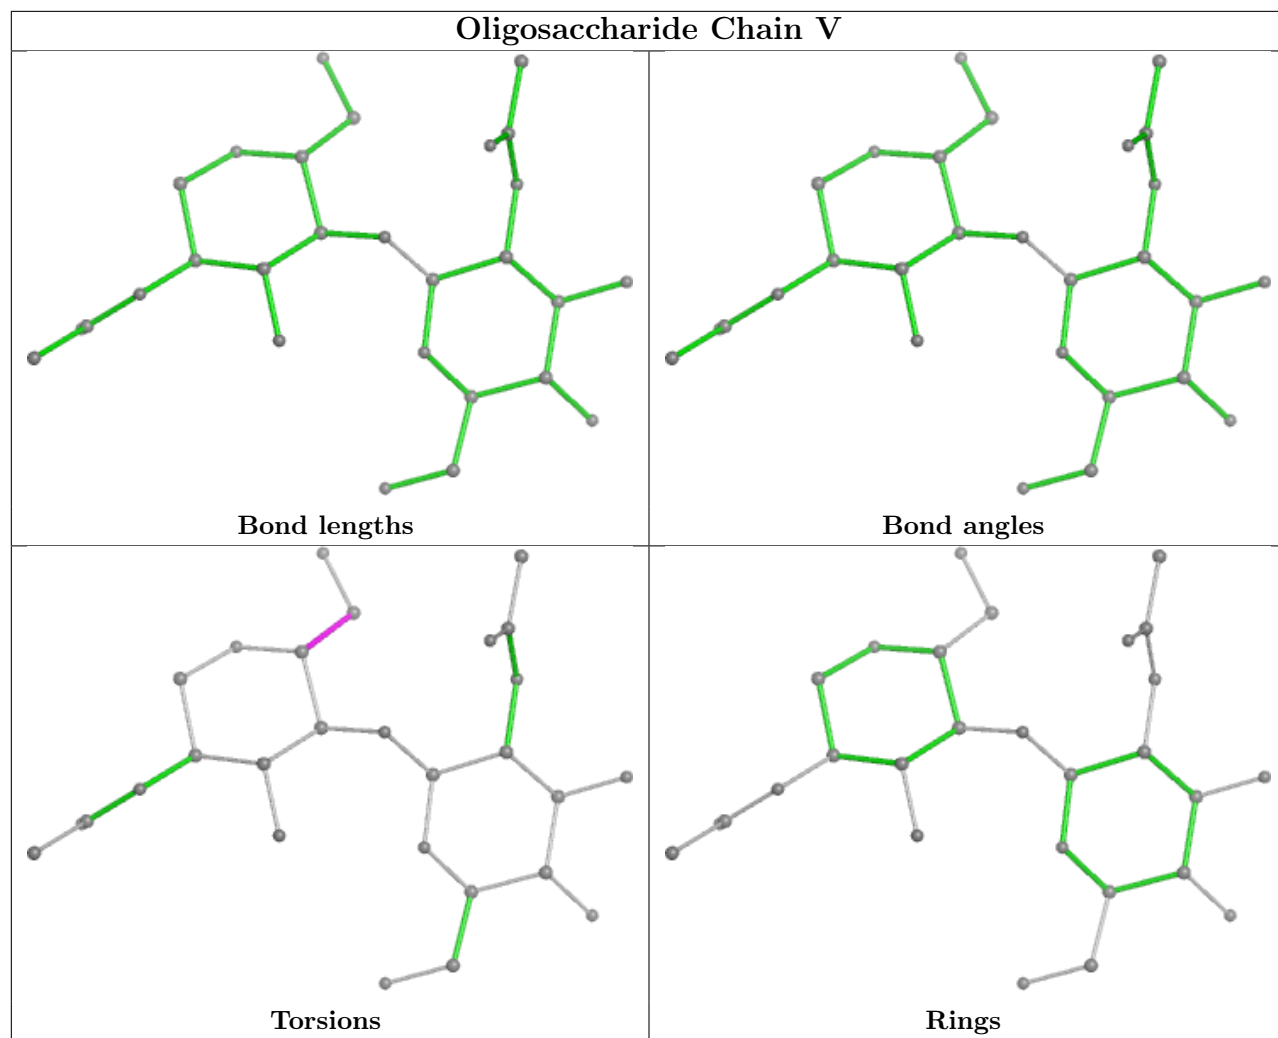 Oligosaccharide Chain V
Bond lengths
Bond angles
Torsions
Rings